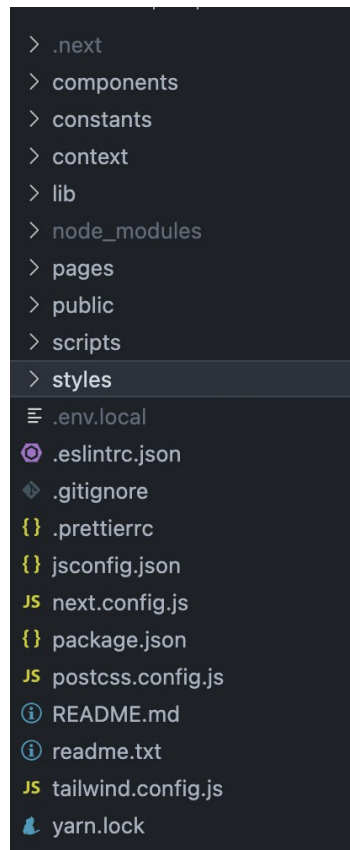 .next
components
constants
context
lib
node_modules
pages
public
scripts
styles
.env.local
.eslintrc.json
.gitignore
{} .prettierrc
{} jsconfig.json
JS next.config.js
{} package.json
JS postcss.config.js
README.md
readme.txt
JS tailwind.config.js
yarn.lock